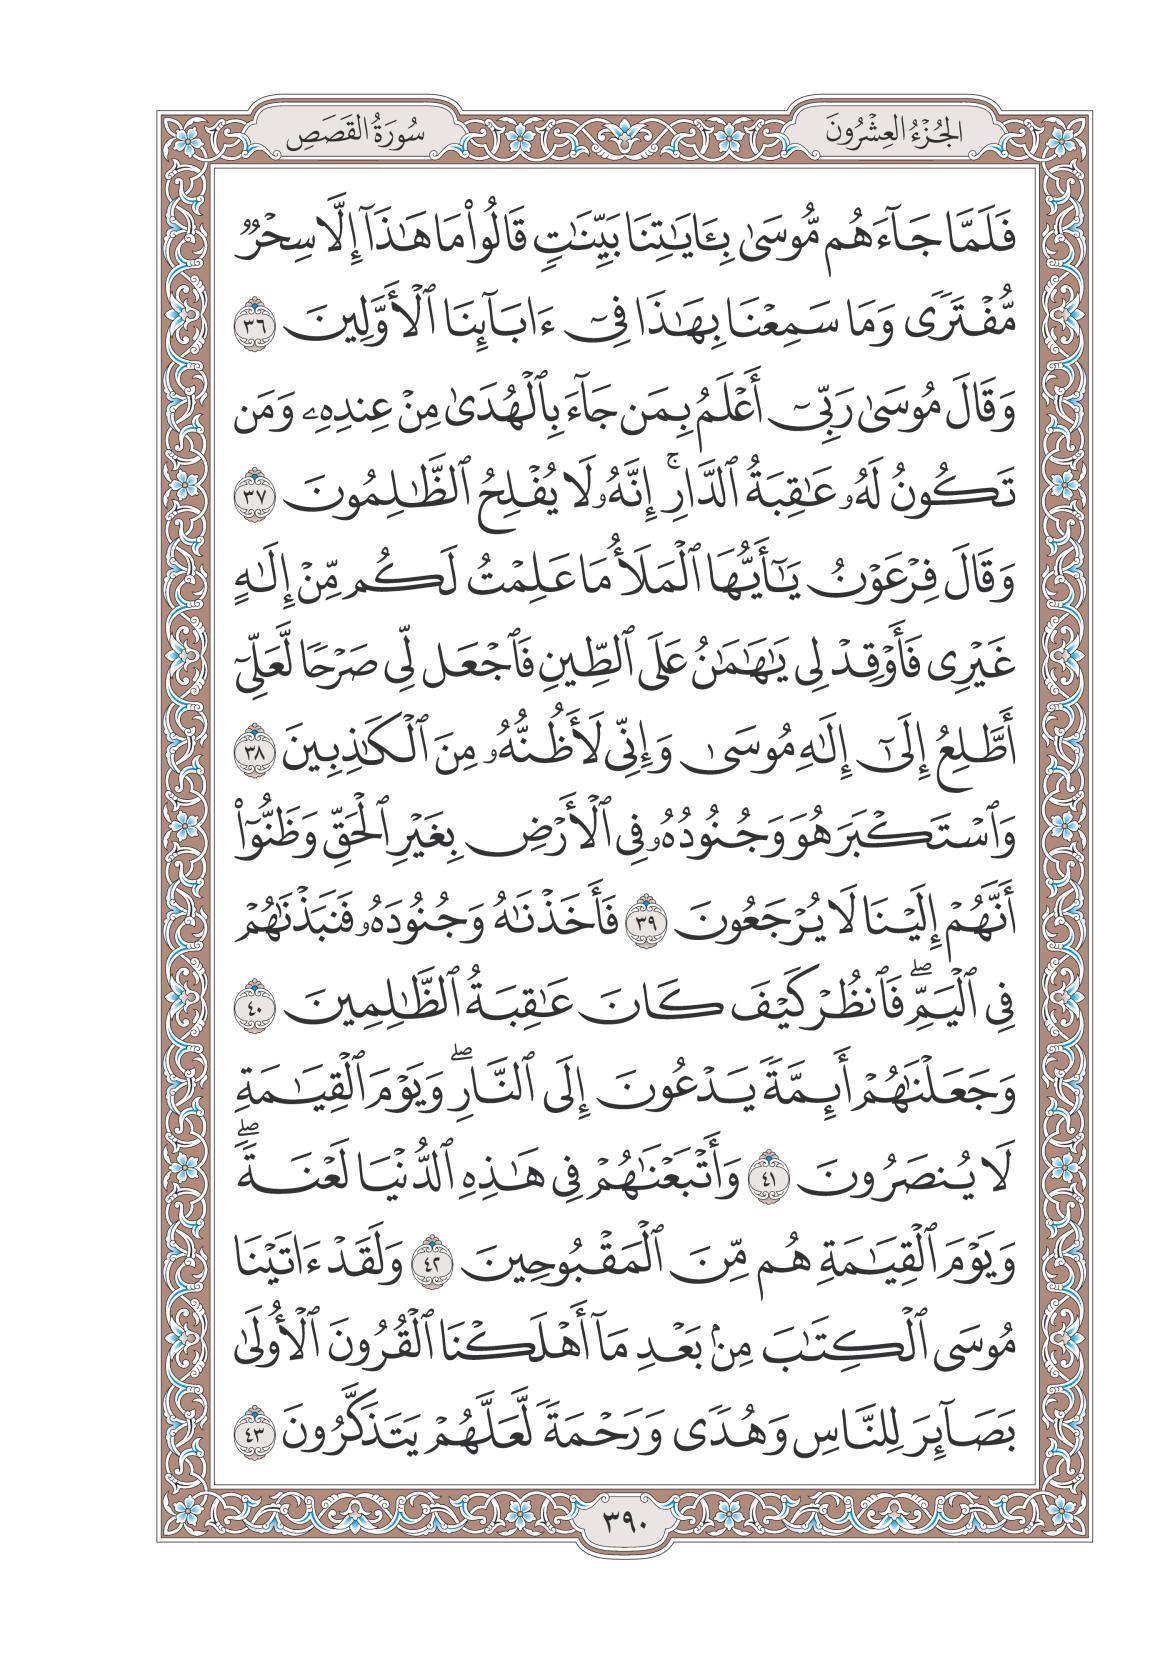 الجُزْءُ العِشْرُونَ
سُورَةُ القَصَصِ
فَلَمَّا جَآءَهُم مُّوسَىٰ بِـَٔايَـٰتِنَا بَيِّنَـٰتٍ قَالُوا۟ مَا هَـٰذَآ إِلَّا سِحْرٌ
مُّفْتَرًى وَمَا سَمِعْنَا بِهَـٰذَا فِىٓ ءَابَآئِنَا ٱلْأَوَّلِينَ ٣٦
وَقَالَ مُوسَىٰ رَبِّىٓ أَعْلَمُ بِمَن جَآءَ بِٱلْهُدَىٰ مِنْ عِندِهِۦ وَمَن
تَكُونُ لَهُۥ عَـٰقِبَةُ ٱلدَّارِ ۚ إِنَّهُۥ لَا يُفْلِحُ ٱلظَّـٰلِمُونَ ٣٧
وَقَالَ فِرْعَوْنُ يَـٰٓأَيُّهَا ٱلْمَلَأُ مَا عَلِمْتُ لَكُم مِّنْ إِلَـٰهٍ
غَيْرِى فَأَوْقِدْ لِى يَـٰهَـٰمَـٰنُ عَلَى ٱلطِّينِ فَٱجْعَل لِّى صَرْحًا لَّعَلِّىٓ
أَطَّلِعُ إِلَىٰٓ إِلَـٰهِ مُوسَىٰ وَإِنِّى لَأَظُنُّهُۥ مِنَ ٱلْكَـٰذِبِينَ ٣٨
وَٱسْتَكْبَرَ هُوَ وَجُنُودُهُۥ فِى ٱلْأَرْضِ بِغَيْرِ ٱلْحَقِّ وَظَنُّوٓا۟
أَنَّهُمْ إِلَيْنَا لَا يُرْجَعُونَ ٣٩ فَأَخَذْنَـٰهُ وَجُنُودَهُۥ فَنَبَذْنَـٰهُمْ
فِى ٱلْيَمِّ ۖ فَٱنظُرْ كَيْفَ كَانَ عَـٰقِبَةُ ٱلظَّـٰلِمِينَ ٤٠
وَجَعَلْنَـٰهُمْ أَئِمَّةً يَدْعُونَ إِلَى ٱلنَّارِ ۖ وَيَوْمَ ٱلْقِيَـٰمَةِ
لَا يُنصَرُونَ ٤١ وَأَتْبَعْنَـٰهُمْ فِى هَـٰذِهِ ٱلدُّنْيَا لَعْنَةً ۖ
وَيَوْمَ ٱلْقِيَـٰمَةِ هُم مِّنَ ٱلْمَقْبُوحِينَ ٤٢ وَلَقَدْ ءَاتَيْنَا
مُوسَى ٱلْكِتَـٰبَ مِنۢ بَعْدِ مَآ أَهْلَكْنَا ٱلْقُرُونَ ٱلْأُولَىٰ
بَصَآئِرَ لِلنَّاسِ وَهُدًى وَرَحْمَةً لَّعَلَّهُمْ يَتَذَكَّرُونَ ٤٣
٣٩٠